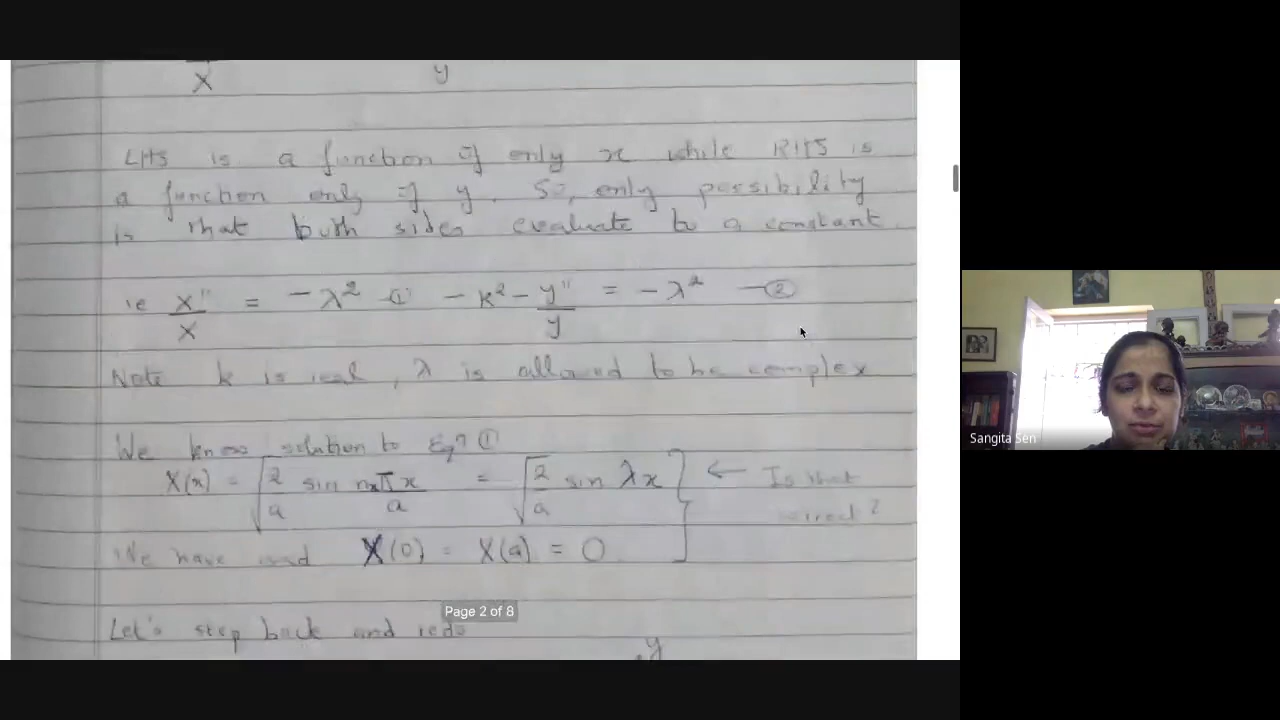 X y
LHS is a function of only x while RHS is
a function only of y. So, only possibility
is that both sides evaluate to a constant.
ie X''/X = -λ² ① -k² - y''/y = -λ² —②
Note k is real, λ is allowed to be complex
We know solution to Eqn ①
X(x) = √(2/a) sin nₓπx/a = √(2/a) sin λx ← Is that
correct?
We have used X(0) = X(a) = 0
Page 2 of 8
Let's step back and redo
y
Sangita Sen